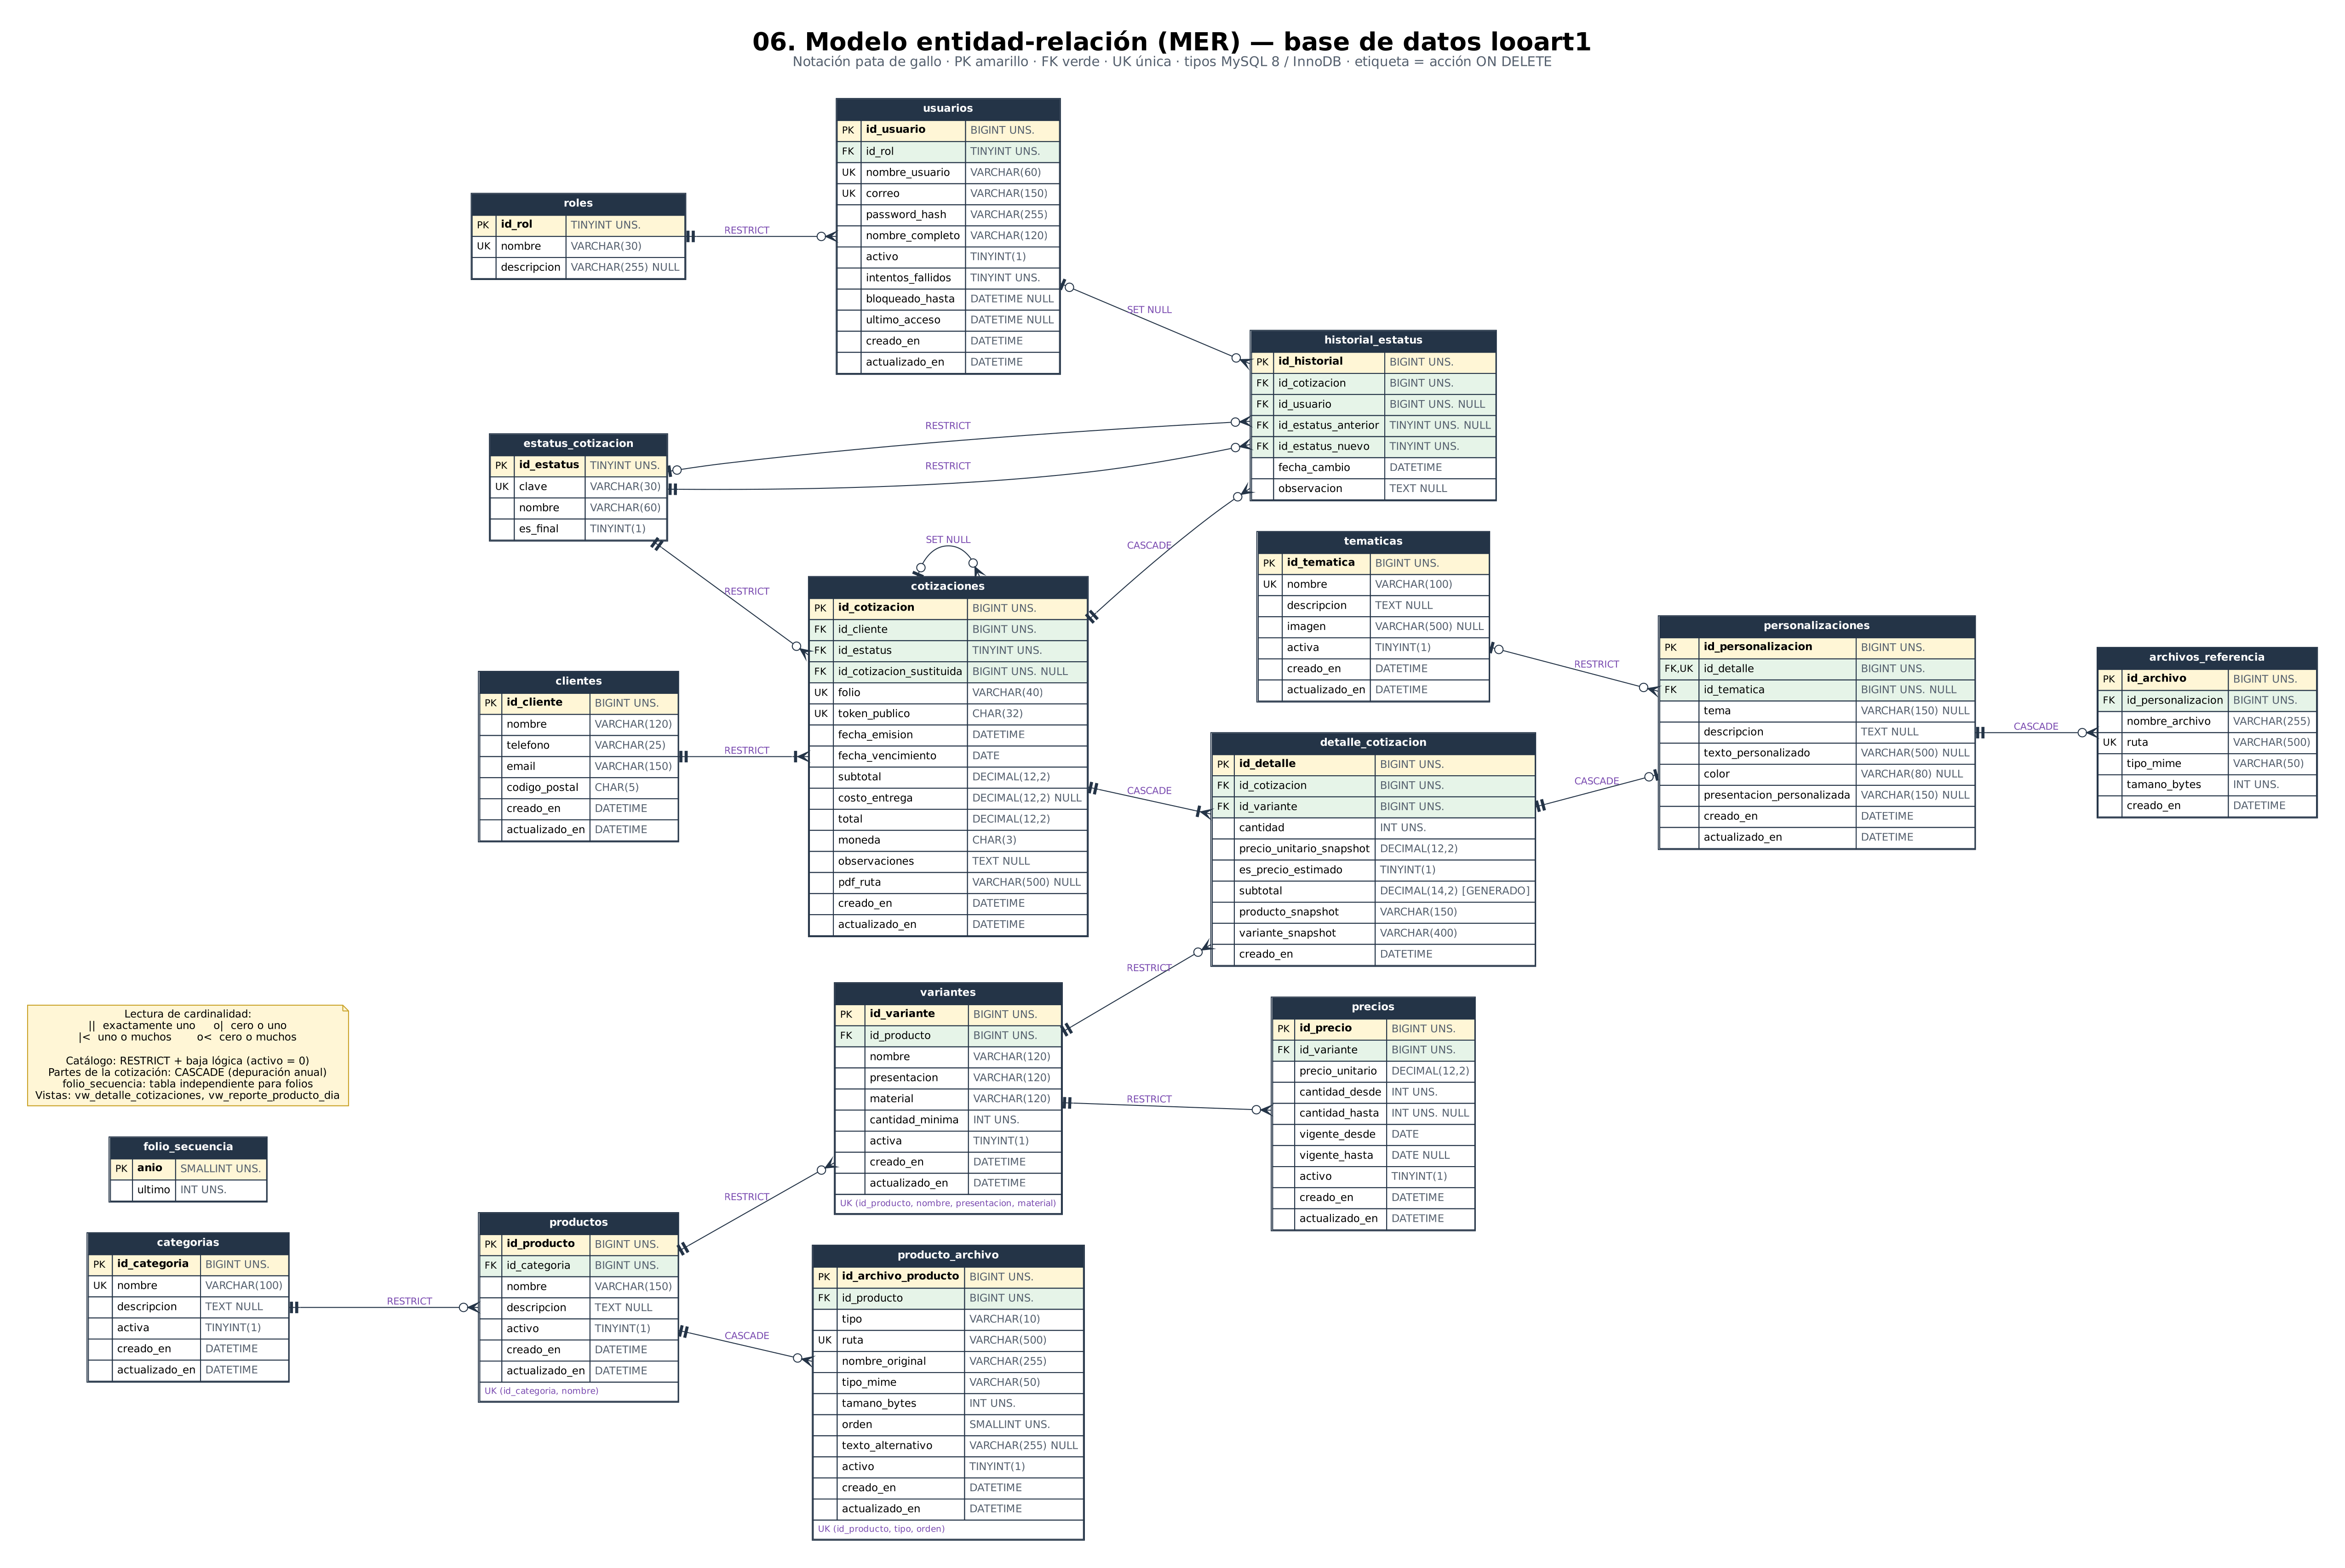 06. Modelo entidad-relación (MER) — base de datos looart1
Notación pata de gallo · PK amarillo · FK verde · UK única · tipos MySQL 8 / InnoDB · etiqueta = acción ON DELETE
usuarios
PK id_usuario BIGINT UNS.
FK id_rol TINYINT UNS.
UK nombre_usuario VARCHAR(60)
UK correo VARCHAR(150)
password_hash VARCHAR(255)
nombre_completo VARCHAR(120)
activo TINYINT(1)
intentos_fallidos TINYINT UNS.
bloqueado_hasta DATETIME NULL
ultimo_acceso DATETIME NULL
creado_en DATETIME
actualizado_en DATETIME
roles
PK id_rol TINYINT UNS.
UK nombre VARCHAR(30)
descripcion VARCHAR(255) NULL
RESTRICT
SET NULL
historial_estatus
PK id_historial BIGINT UNS.
FK id_cotizacion BIGINT UNS.
FK id_usuario BIGINT UNS. NULL
FK id_estatus_anterior TINYINT UNS. NULL
FK id_estatus_nuevo TINYINT UNS.
fecha_cambio DATETIME
observacion TEXT NULL
RESTRICT
RESTRICT
estatus_cotizacion
PK id_estatus TINYINT UNS.
UK clave VARCHAR(30)
nombre VARCHAR(60)
es_final TINYINT(1)
RESTRICT
SET NULL
CASCADE
cotizaciones
PK id_cotizacion BIGINT UNS.
FK id_cliente BIGINT UNS.
FK id_estatus TINYINT UNS.
FK id_cotizacion_sustituida BIGINT UNS. NULL
UK folio VARCHAR(40)
UK token_publico CHAR(32)
fecha_emision DATETIME
fecha_vencimiento DATE
subtotal DECIMAL(12,2)
costo_entrega DECIMAL(12,2) NULL
total DECIMAL(12,2)
moneda CHAR(3)
observaciones TEXT NULL
pdf_ruta VARCHAR(500) NULL
creado_en DATETIME
actualizado_en DATETIME
tematicas
PK id_tematica BIGINT UNS.
UK nombre VARCHAR(100)
descripcion TEXT NULL
imagen VARCHAR(500) NULL
activa TINYINT(1)
creado_en DATETIME
actualizado_en DATETIME
RESTRICT
personalizaciones
PK id_personalizacion BIGINT UNS.
FK,UK id_detalle BIGINT UNS.
FK id_tematica BIGINT UNS. NULL
tema VARCHAR(150) NULL
descripcion TEXT NULL
texto_personalizado VARCHAR(500) NULL
color VARCHAR(80) NULL
presentacion_personalizada VARCHAR(150) NULL
creado_en DATETIME
actualizado_en DATETIME
CASCADE
archivos_referencia
PK id_archivo BIGINT UNS.
FK id_personalizacion BIGINT UNS.
nombre_archivo VARCHAR(255)
UK ruta VARCHAR(500)
tipo_mime VARCHAR(50)
tamano_bytes INT UNS.
creado_en DATETIME
clientes
PK id_cliente BIGINT UNS.
nombre VARCHAR(120)
telefono VARCHAR(25)
email VARCHAR(150)
codigo_postal CHAR(5)
creado_en DATETIME
actualizado_en DATETIME
RESTRICT
CASCADE
detalle_cotizacion
PK id_detalle BIGINT UNS.
FK id_cotizacion BIGINT UNS.
FK id_variante BIGINT UNS.
cantidad INT UNS.
precio_unitario_snapshot DECIMAL(12,2)
es_precio_estimado TINYINT(1)
subtotal DECIMAL(14,2) [GENERADO]
producto_snapshot VARCHAR(150)
variante_snapshot VARCHAR(400)
creado_en DATETIME
CASCADE
RESTRICT
variantes
PK id_variante BIGINT UNS.
FK id_producto BIGINT UNS.
nombre VARCHAR(120)
presentacion VARCHAR(120)
material VARCHAR(120)
cantidad_minima INT UNS.
activa TINYINT(1)
creado_en DATETIME
actualizado_en DATETIME
UK (id_producto, nombre, presentacion, material)
RESTRICT
precios
PK id_precio BIGINT UNS.
FK id_variante BIGINT UNS.
precio_unitario DECIMAL(12,2)
cantidad_desde INT UNS.
cantidad_hasta INT UNS. NULL
vigente_desde DATE
vigente_hasta DATE NULL
activo TINYINT(1)
creado_en DATETIME
actualizado_en DATETIME
Lectura de cardinalidad:
|| exactamente uno o| cero o uno
|< uno o muchos o< cero o muchos
Catálogo: RESTRICT + baja lógica (activo = 0)
Partes de la cotización: CASCADE (depuración anual)
folio_secuencia: tabla independiente para folios
Vistas: vw_detalle_cotizaciones, vw_reporte_producto_dia
folio_secuencia
PK anio SMALLINT UNS.
ultimo INT UNS.
categorias
PK id_categoria BIGINT UNS.
UK nombre VARCHAR(100)
descripcion TEXT NULL
activa TINYINT(1)
creado_en DATETIME
actualizado_en DATETIME
RESTRICT
productos
PK id_producto BIGINT UNS.
FK id_categoria BIGINT UNS.
nombre VARCHAR(150)
descripcion TEXT NULL
activo TINYINT(1)
creado_en DATETIME
actualizado_en DATETIME
UK (id_categoria, nombre)
RESTRICT
CASCADE
producto_archivo
PK id_archivo_producto BIGINT UNS.
FK id_producto BIGINT UNS.
tipo VARCHAR(10)
UK ruta VARCHAR(500)
nombre_original VARCHAR(255)
tipo_mime VARCHAR(50)
tamano_bytes INT UNS.
orden SMALLINT UNS.
texto_alternativo VARCHAR(255) NULL
activo TINYINT(1)
creado_en DATETIME
actualizado_en DATETIME
UK (id_producto, tipo, orden)